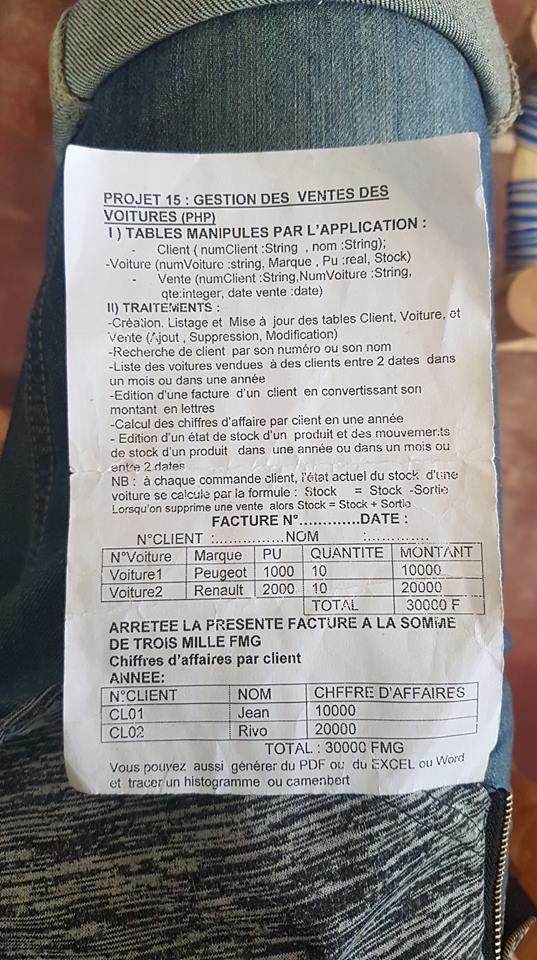 PROJET 15 : GESTION DES VENTES DES
VOITURES (PHP)
I ) TABLES MANIPULES PAR L'APPLICATION :
- Client ( numClient :String , nom :String);
-Voiture (numVoiture :string, Marque , Pu :real, Stock)
- Vente (numClient :String,NumVoiture :String,
qte:integer, date vente :date)
II) TRAITEMENTS :
-Création. Listage et Mise à jour des tables Client, Voiture, et
Vente (Ajout , Suppression, Modification)
-Recherche de client par son numéro ou son nom
-Liste des voitures vendues à des clients entre 2 dates dans
un mois ou dans une année
-Edition d'une facture d'un client en convertissant son
montant en lettres
-Calcul des chiffres d'affaire par client en une année
- Edition d'un état de stock d'un produit et des mouvements
de stock d'un produit dans une année ou dans un mois ou
entre 2 dates
NB : à chaque commande client, l'état actuel du stock d'une
voiture se calcule par la formule : Stock = Stock -Sortie
Lorsqu'on supprime une vente alors Stock = Stock + Sortie
FACTURE N°............DATE :
N°CLIENT :...............NOM :.............
N°Voiture Marque PU QUANTITE MONTANT
Voiture1 Peugeot 1000 10 10000
Voiture2 Renault 2000 10 20000
TOTAL 30000 F
ARRETEE LA PRESENTE FACTURE A LA SOMME
DE TROIS MILLE FMG
Chiffres d'affaires par client
ANNEE:
N°CLIENT NOM CHFFRE D'AFFAIRES
CL01 Jean 10000
CL02 Rivo 20000
TOTAL : 30000 FMG
Vous pouvez aussi générer du PDF ou du EXCEL ou Word
et tracer un histogramme ou camenbert